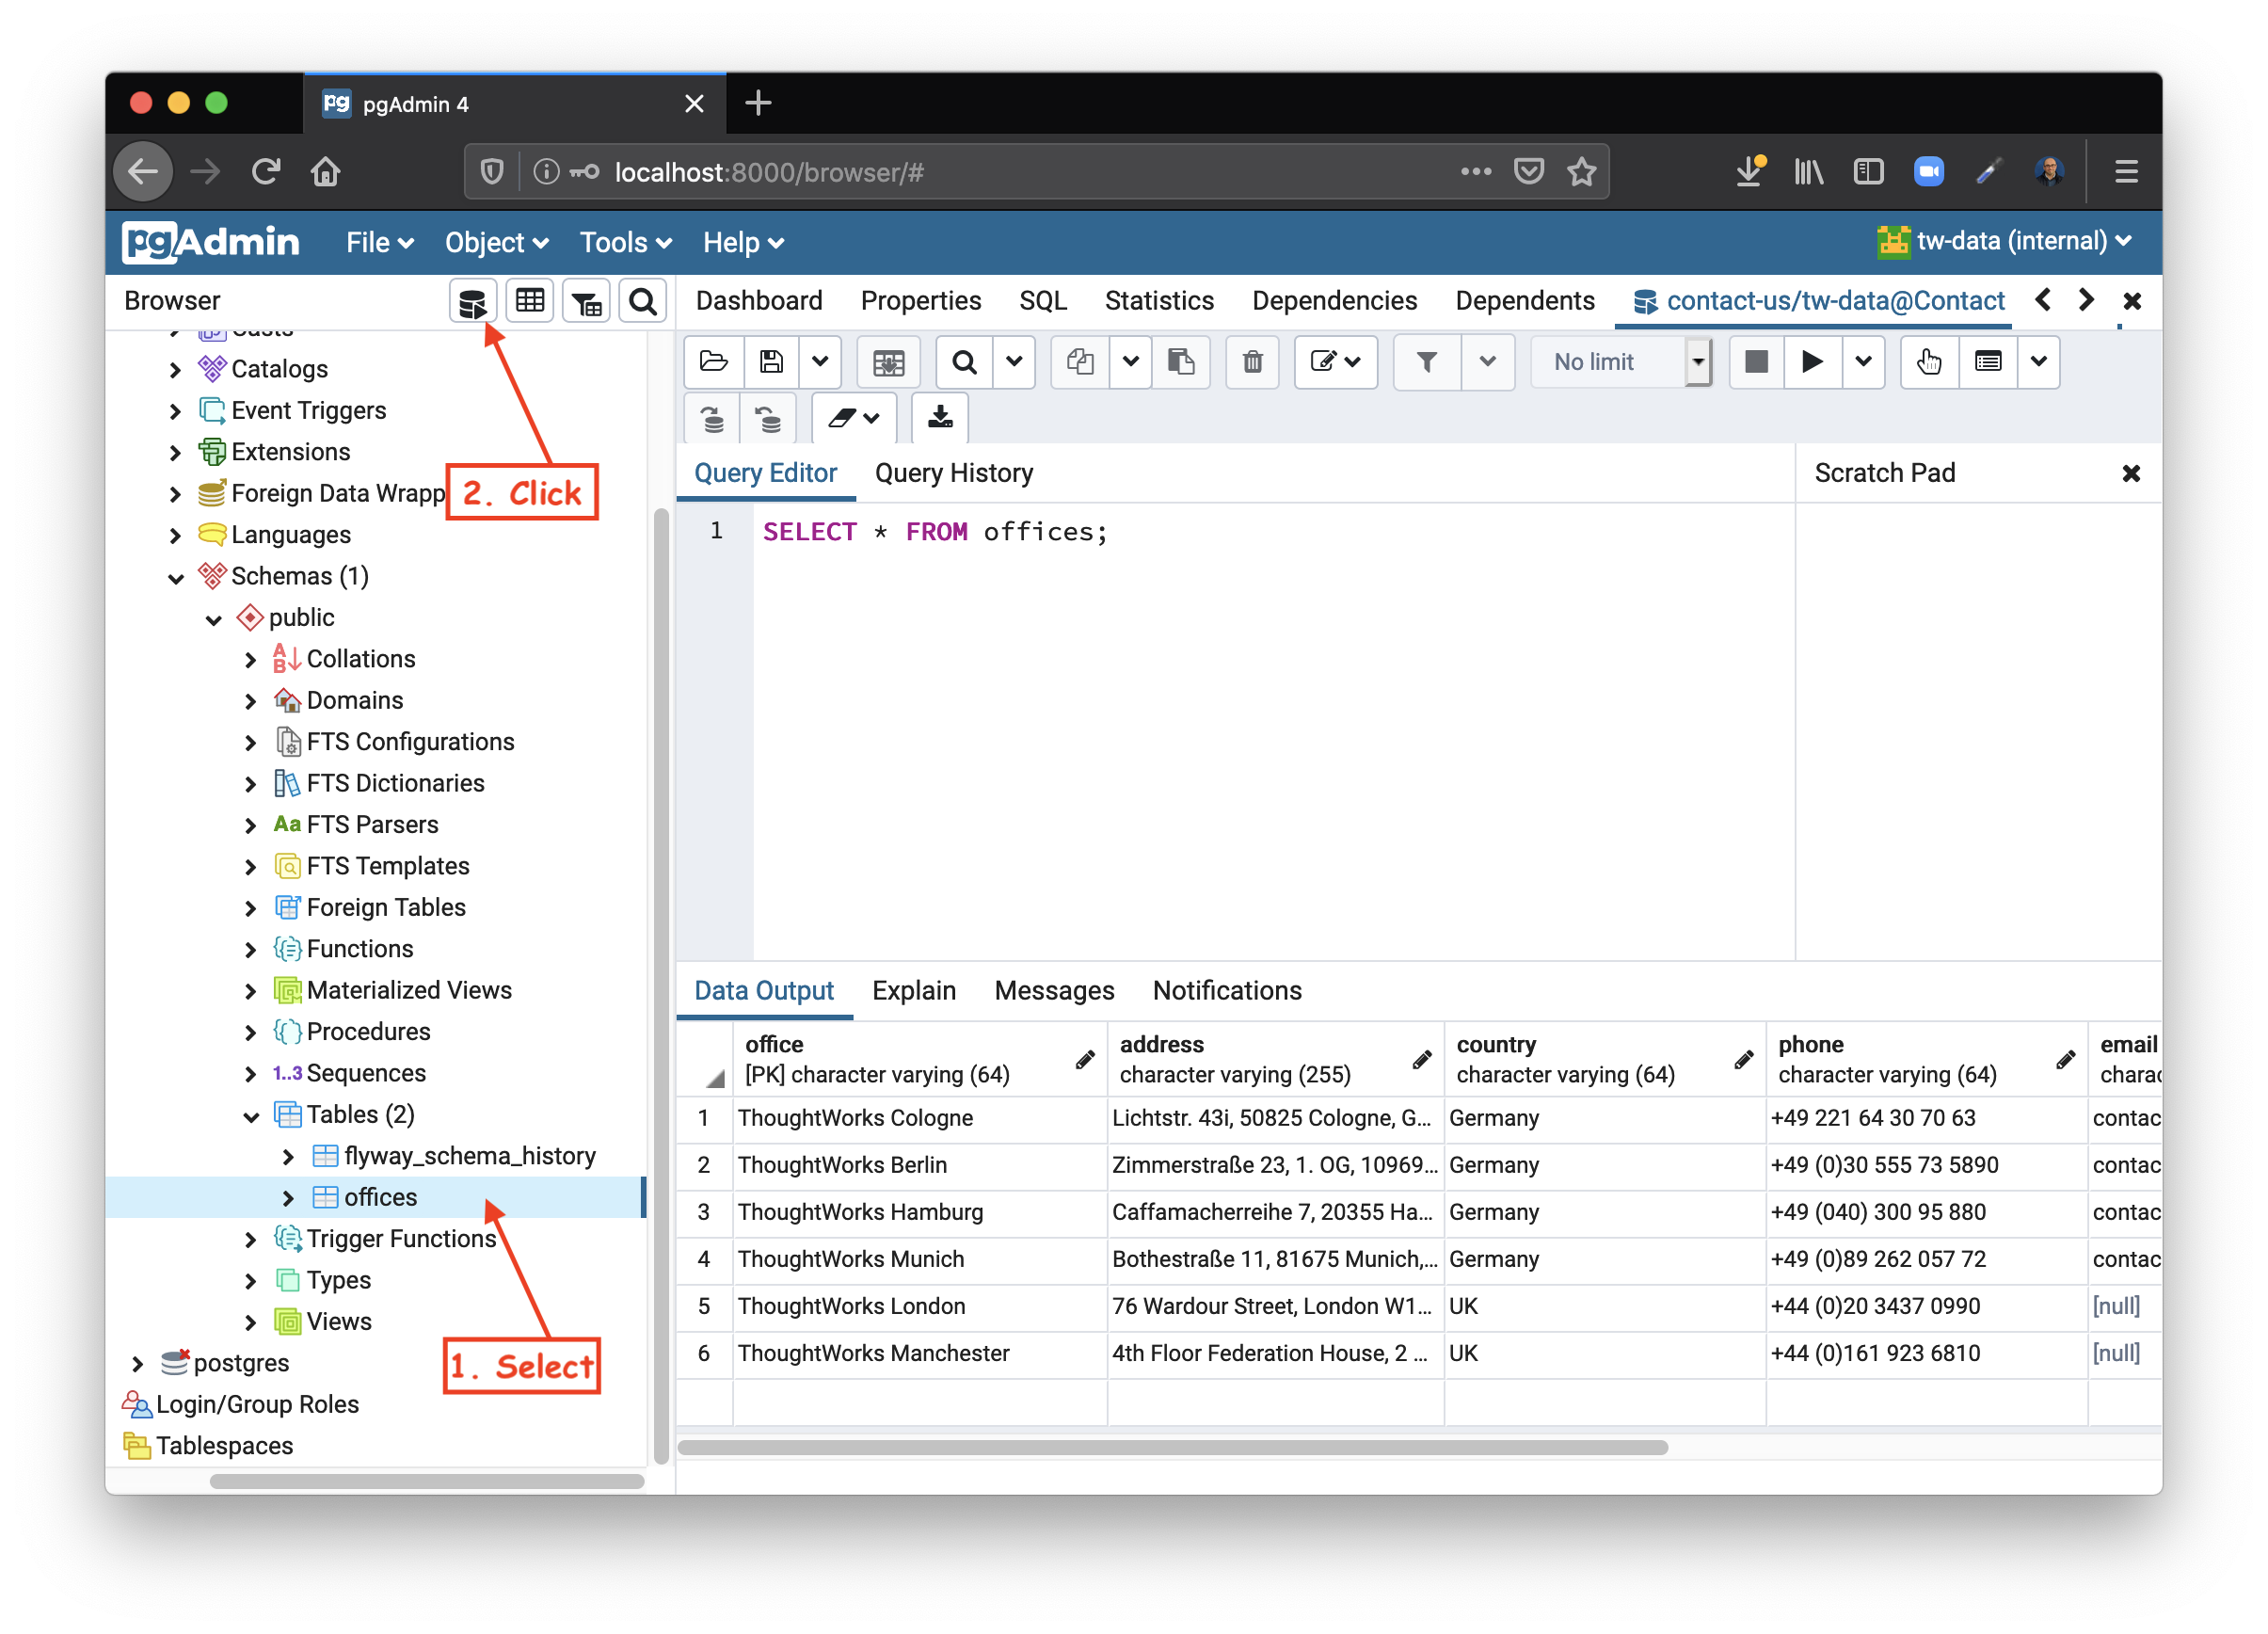 pgAdmin 4
localhost:8000/browser/#
pgAdmin File Object Tools Help tw-data (internal)
Browser
Dashboard Properties SQL Statistics Dependencies Dependents contact-us/tw-data@Contact
Casts
Catalogs
Event Triggers
Extensions
Foreign Data Wrapp
Languages
Schemas (1)
public
Collations
Domains
FTS Configurations
FTS Dictionaries
Aa FTS Parsers
FTS Templates
Foreign Tables
Functions
Materialized Views
Procedures
1..3 Sequences
Tables (2)
flyway_schema_history
offices
Trigger Functions
Types
Views
postgres
Login/Group Roles
Tablespaces
2. Click
1. Select
No limit
Query Editor Query History
Scratch Pad
1 SELECT * FROM offices;
Data Output Explain Messages Notifications
office address country phone email
[PK] character varying (64) character varying (255) character varying (64) character varying (64) charac
1 ThoughtWorks Cologne Lichtstr. 43i, 50825 Cologne, G... Germany +49 221 64 30 70 63 contac
2 ThoughtWorks Berlin Zimmerstraße 23, 1. OG, 10969... Germany +49 (0)30 555 73 5890 contac
3 ThoughtWorks Hamburg Caffamacherreihe 7, 20355 Ha... Germany +49 (040) 300 95 880 contac
4 ThoughtWorks Munich Bothestraße 11, 81675 Munich,... Germany +49 (0)89 262 057 72 contac
5 ThoughtWorks London 76 Wardour Street, London W1... UK +44 (0)20 3437 0990 [null]
6 ThoughtWorks Manchester 4th Floor Federation House, 2 ... UK +44 (0)161 923 6810 [null]